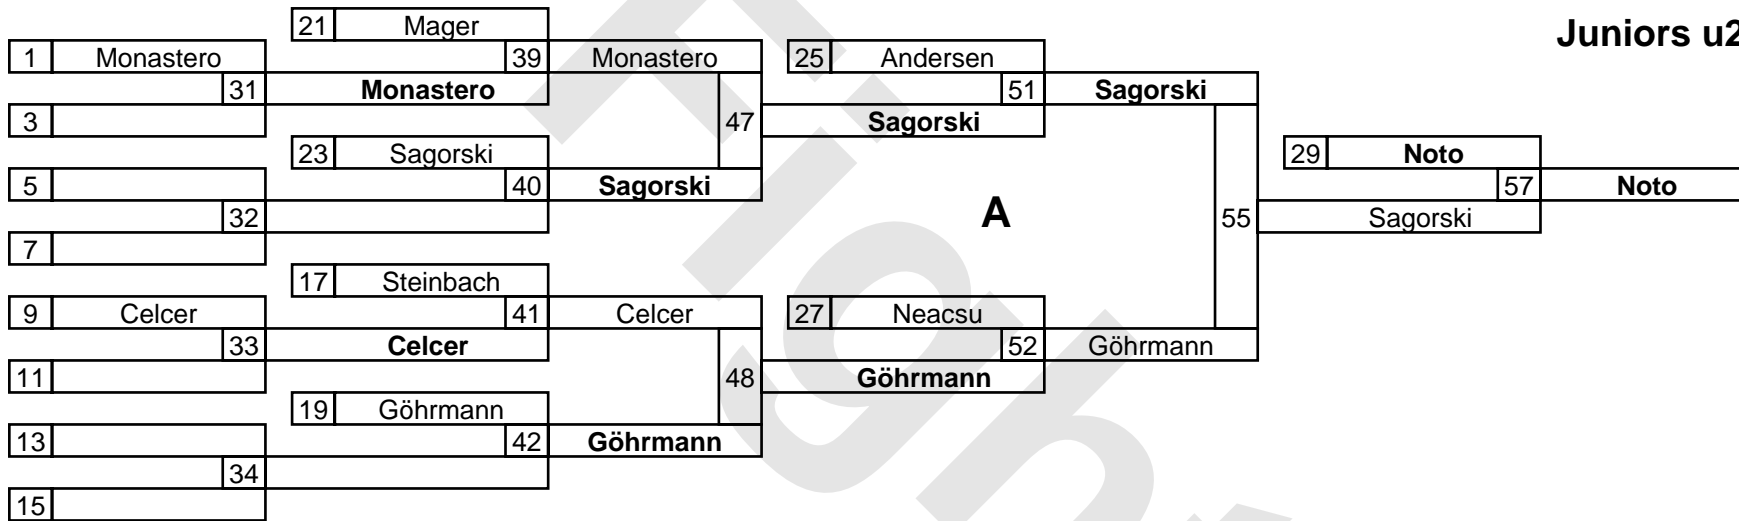 21 Mager
Juniors u2
1 Monastero 39 Monastero 25 Andersen
31 Monastero 51 Sagorski
3 47 Sagorski
23 Sagorski 29 Noto
5 40 Sagorski 57 Noto
32 A 55 Sagorski
7
17 Steinbach
9 Celcer 41 Celcer 27 Neacsu
33 Celcer 52 Göhrmann
11 48 Göhrmann
19 Göhrmann
13 42 Göhrmann
34
15